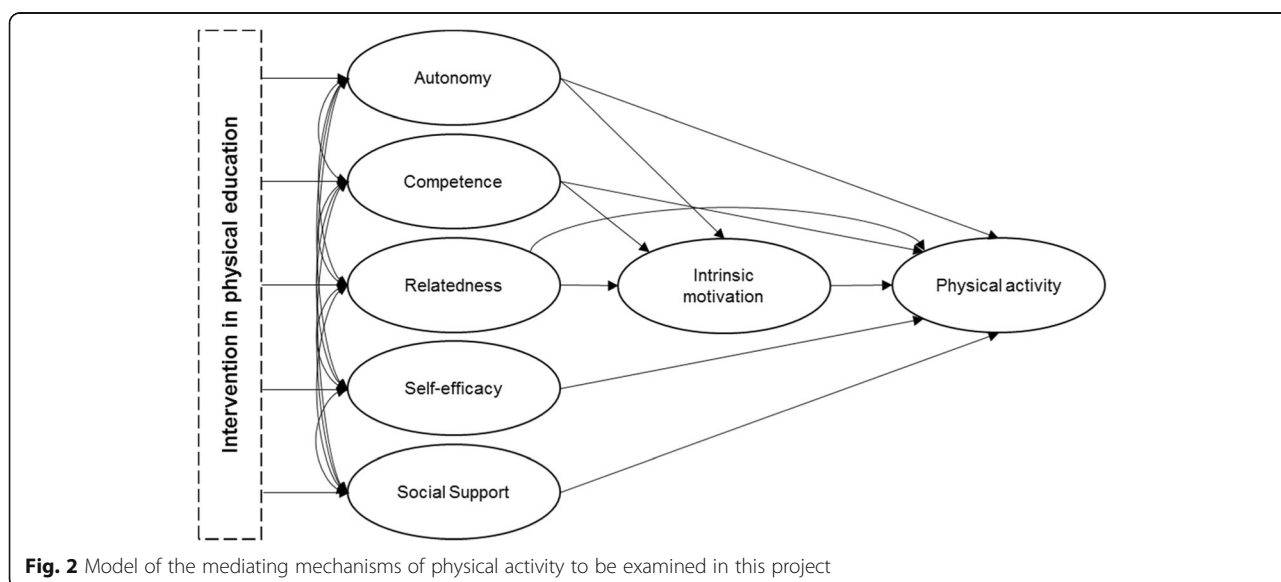 Intervention in physical education
Autonomy
Competence
Relatedness
Self-efficacy
Social Support
Intrinsic
motivation
Physical activity
Fig. 2 Model of the mediating mechanisms of physical activity to be examined in this project